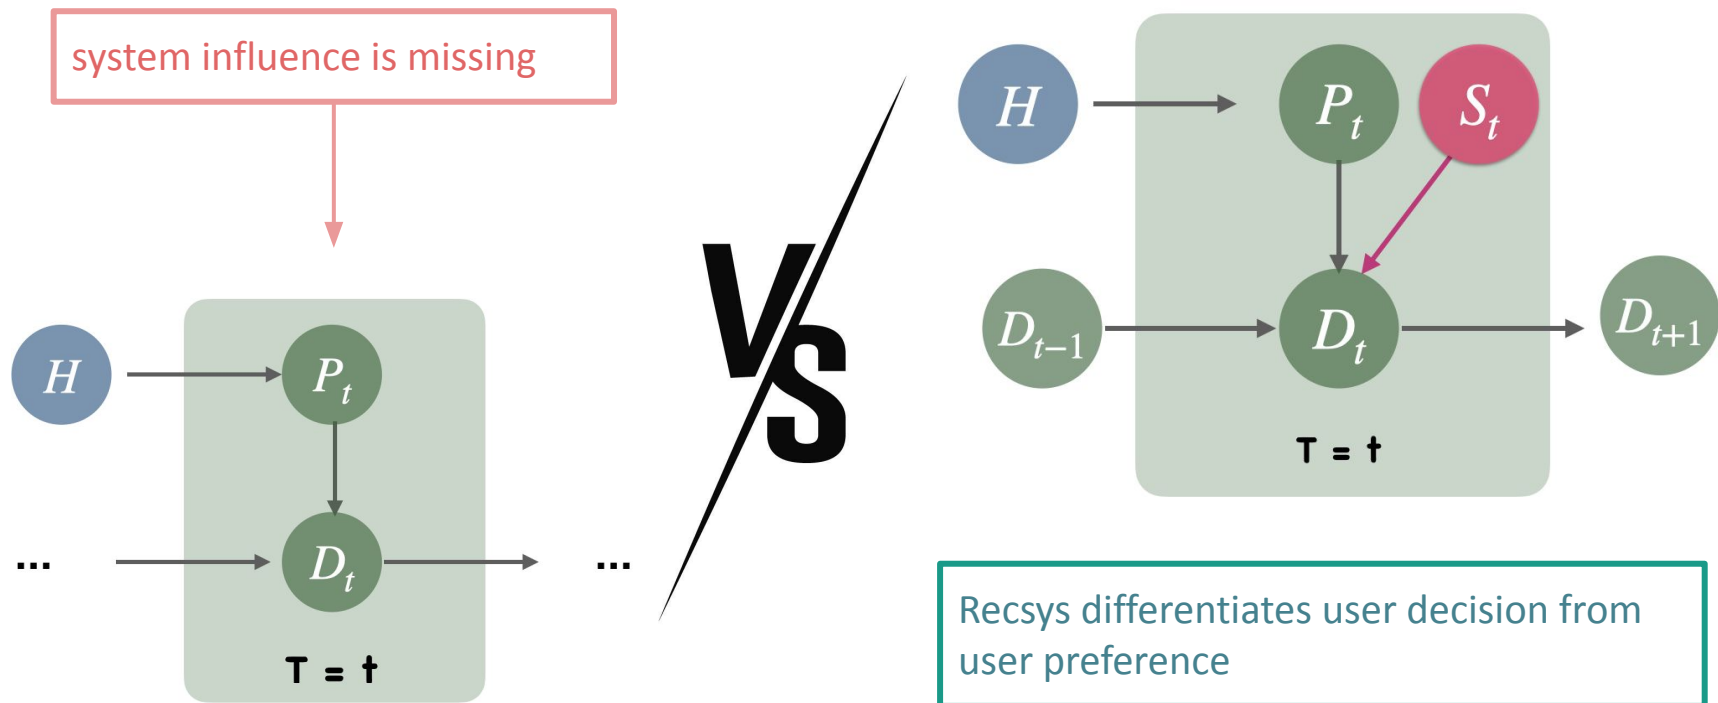 system influence is missing
H
P_t
...
D_t
...
T = t
VS
H
P_t
S_t
D_{t-1}
D_t
D_{t+1}
T = t
Recsys differentiates user decision from
user preference